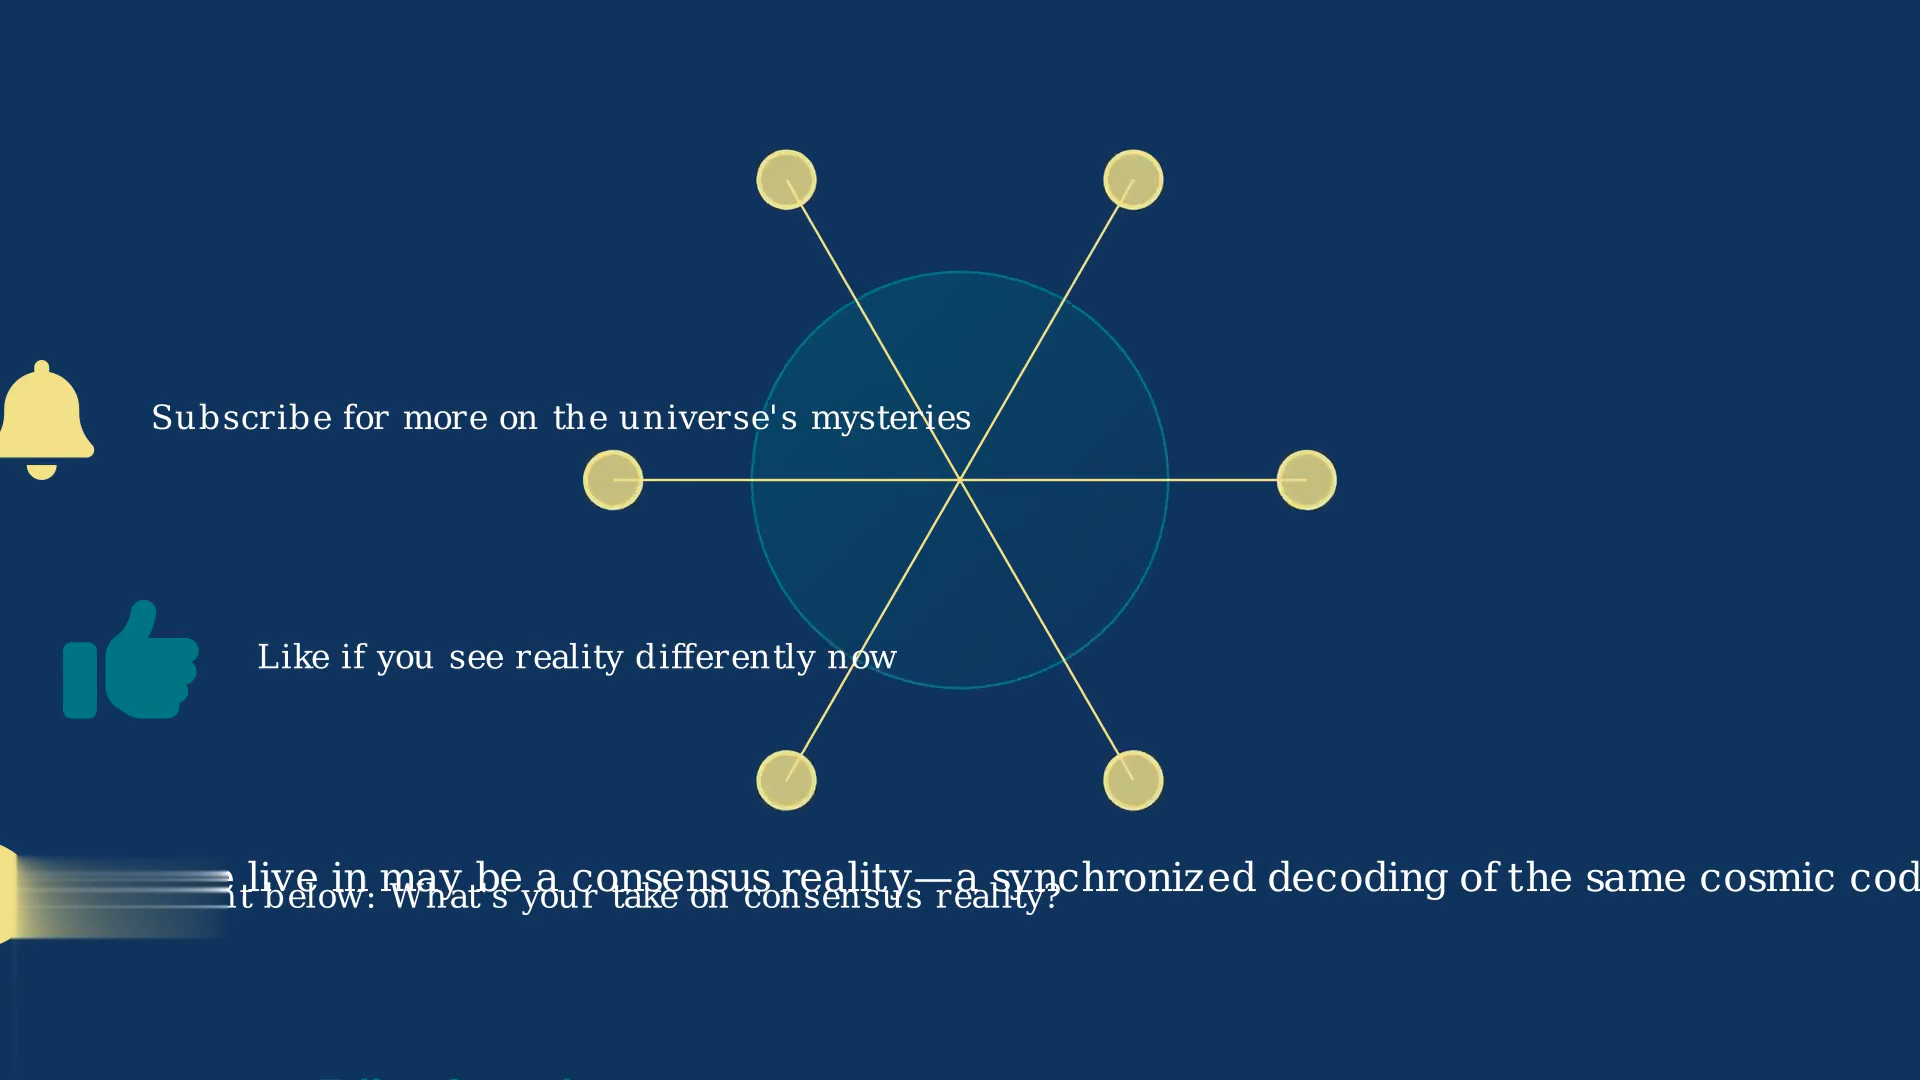 Subscribe for more on the universe's mysteries
Like if you see reality differently now
live in may be a consensus reality—a synchronized decoding of the same cosmic cod
below: What's your take on consensus reality?